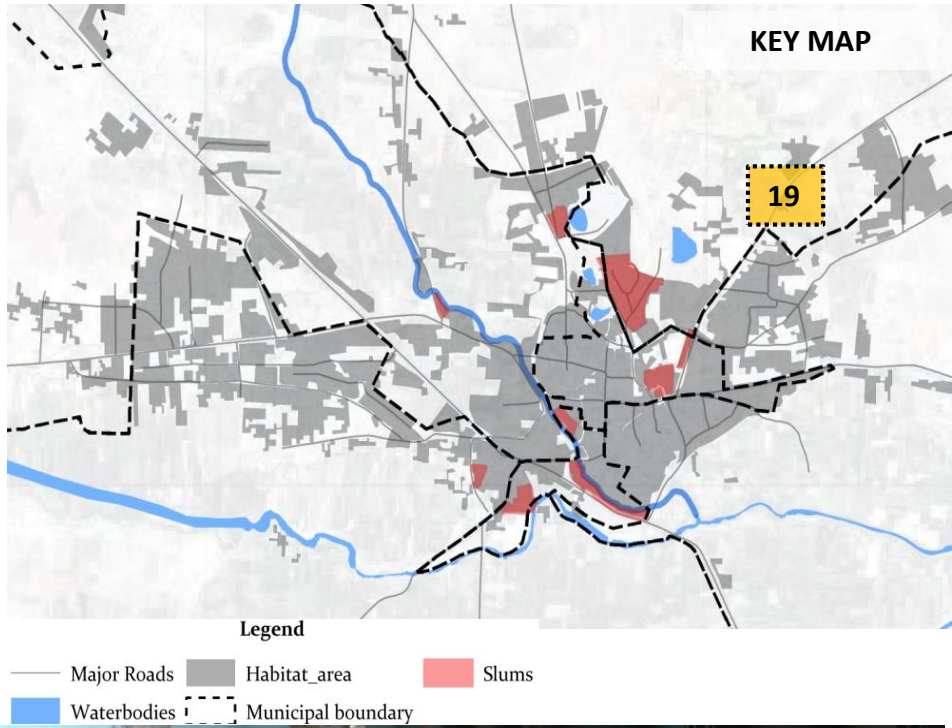 KEY MAP
19
Legend
Major Roads
Habitat_area
Slums
Waterbodies
Municipal boundary